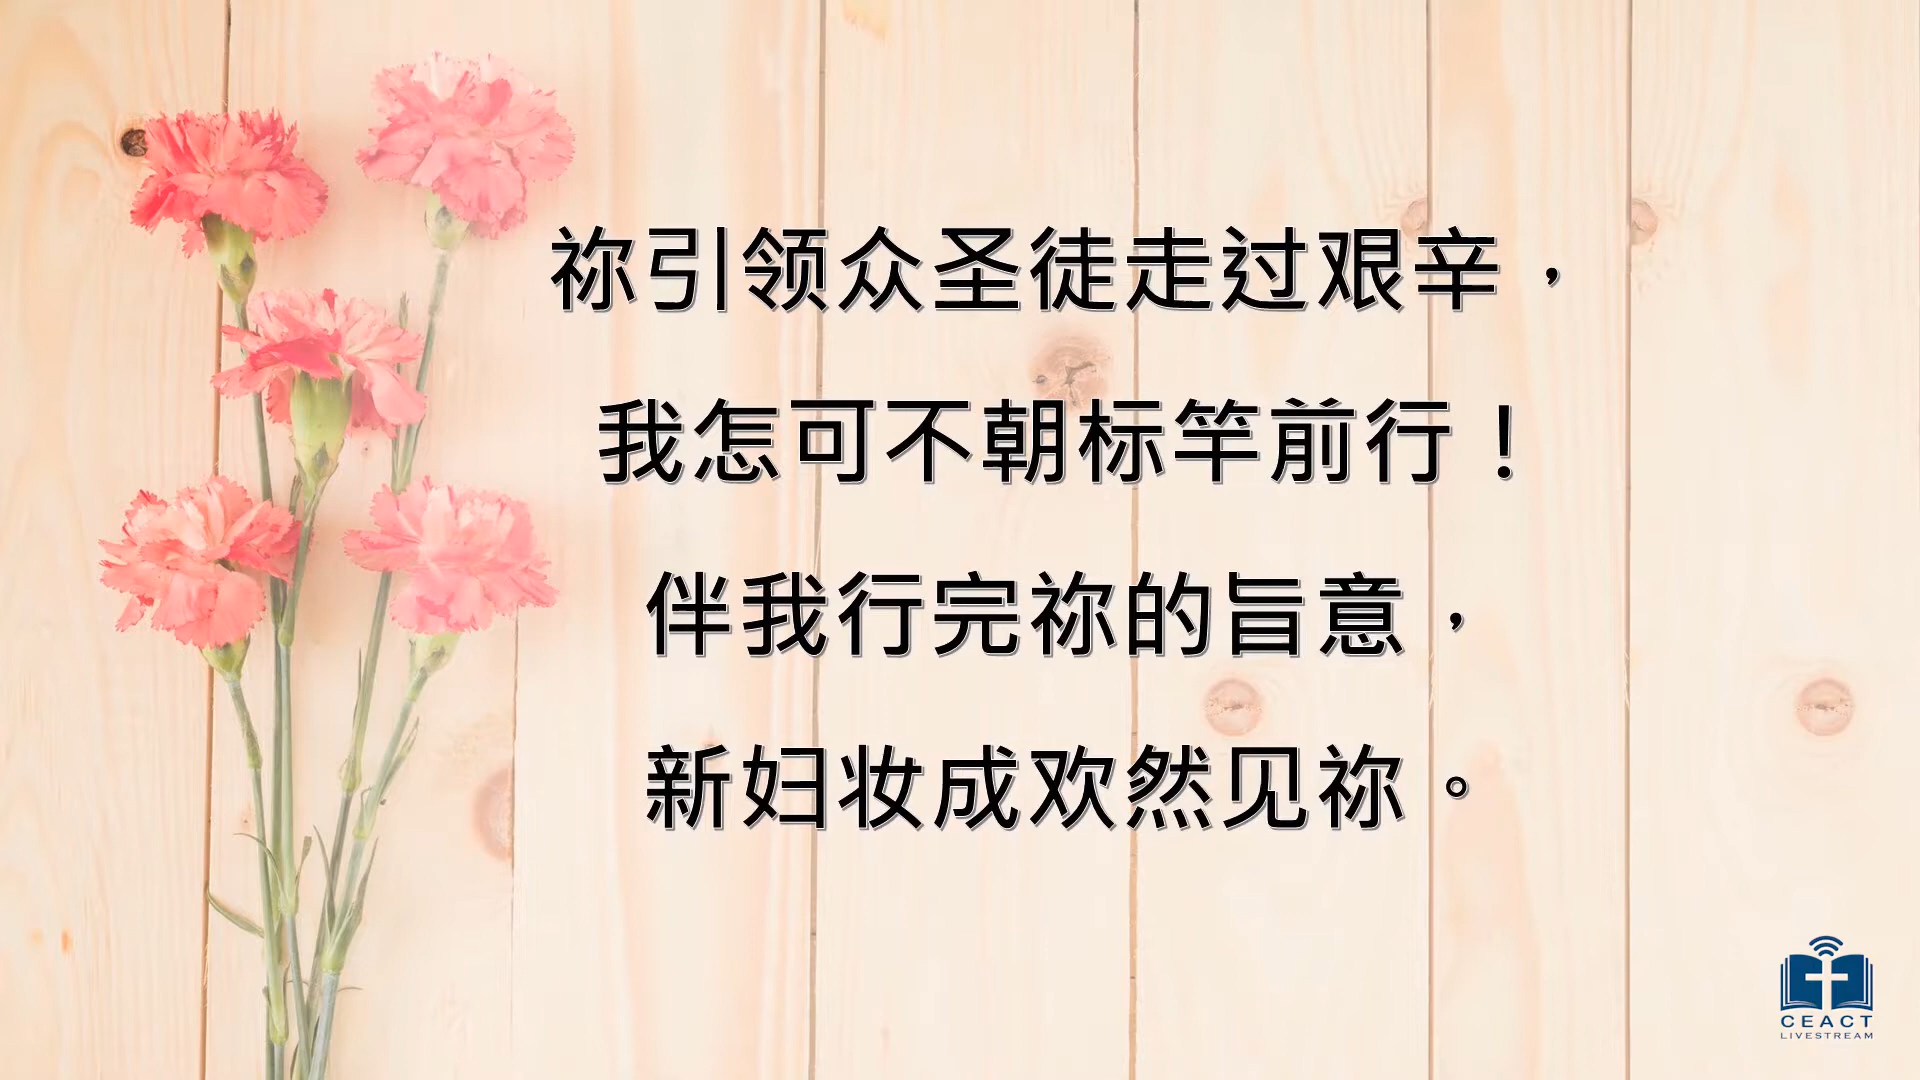 祢引领众圣徒走过艰辛，
我怎可不朝标竿前行！
伴我行完祢的旨意，
新妇妆成欢然见祢。
CEACT
LIVESTREAM